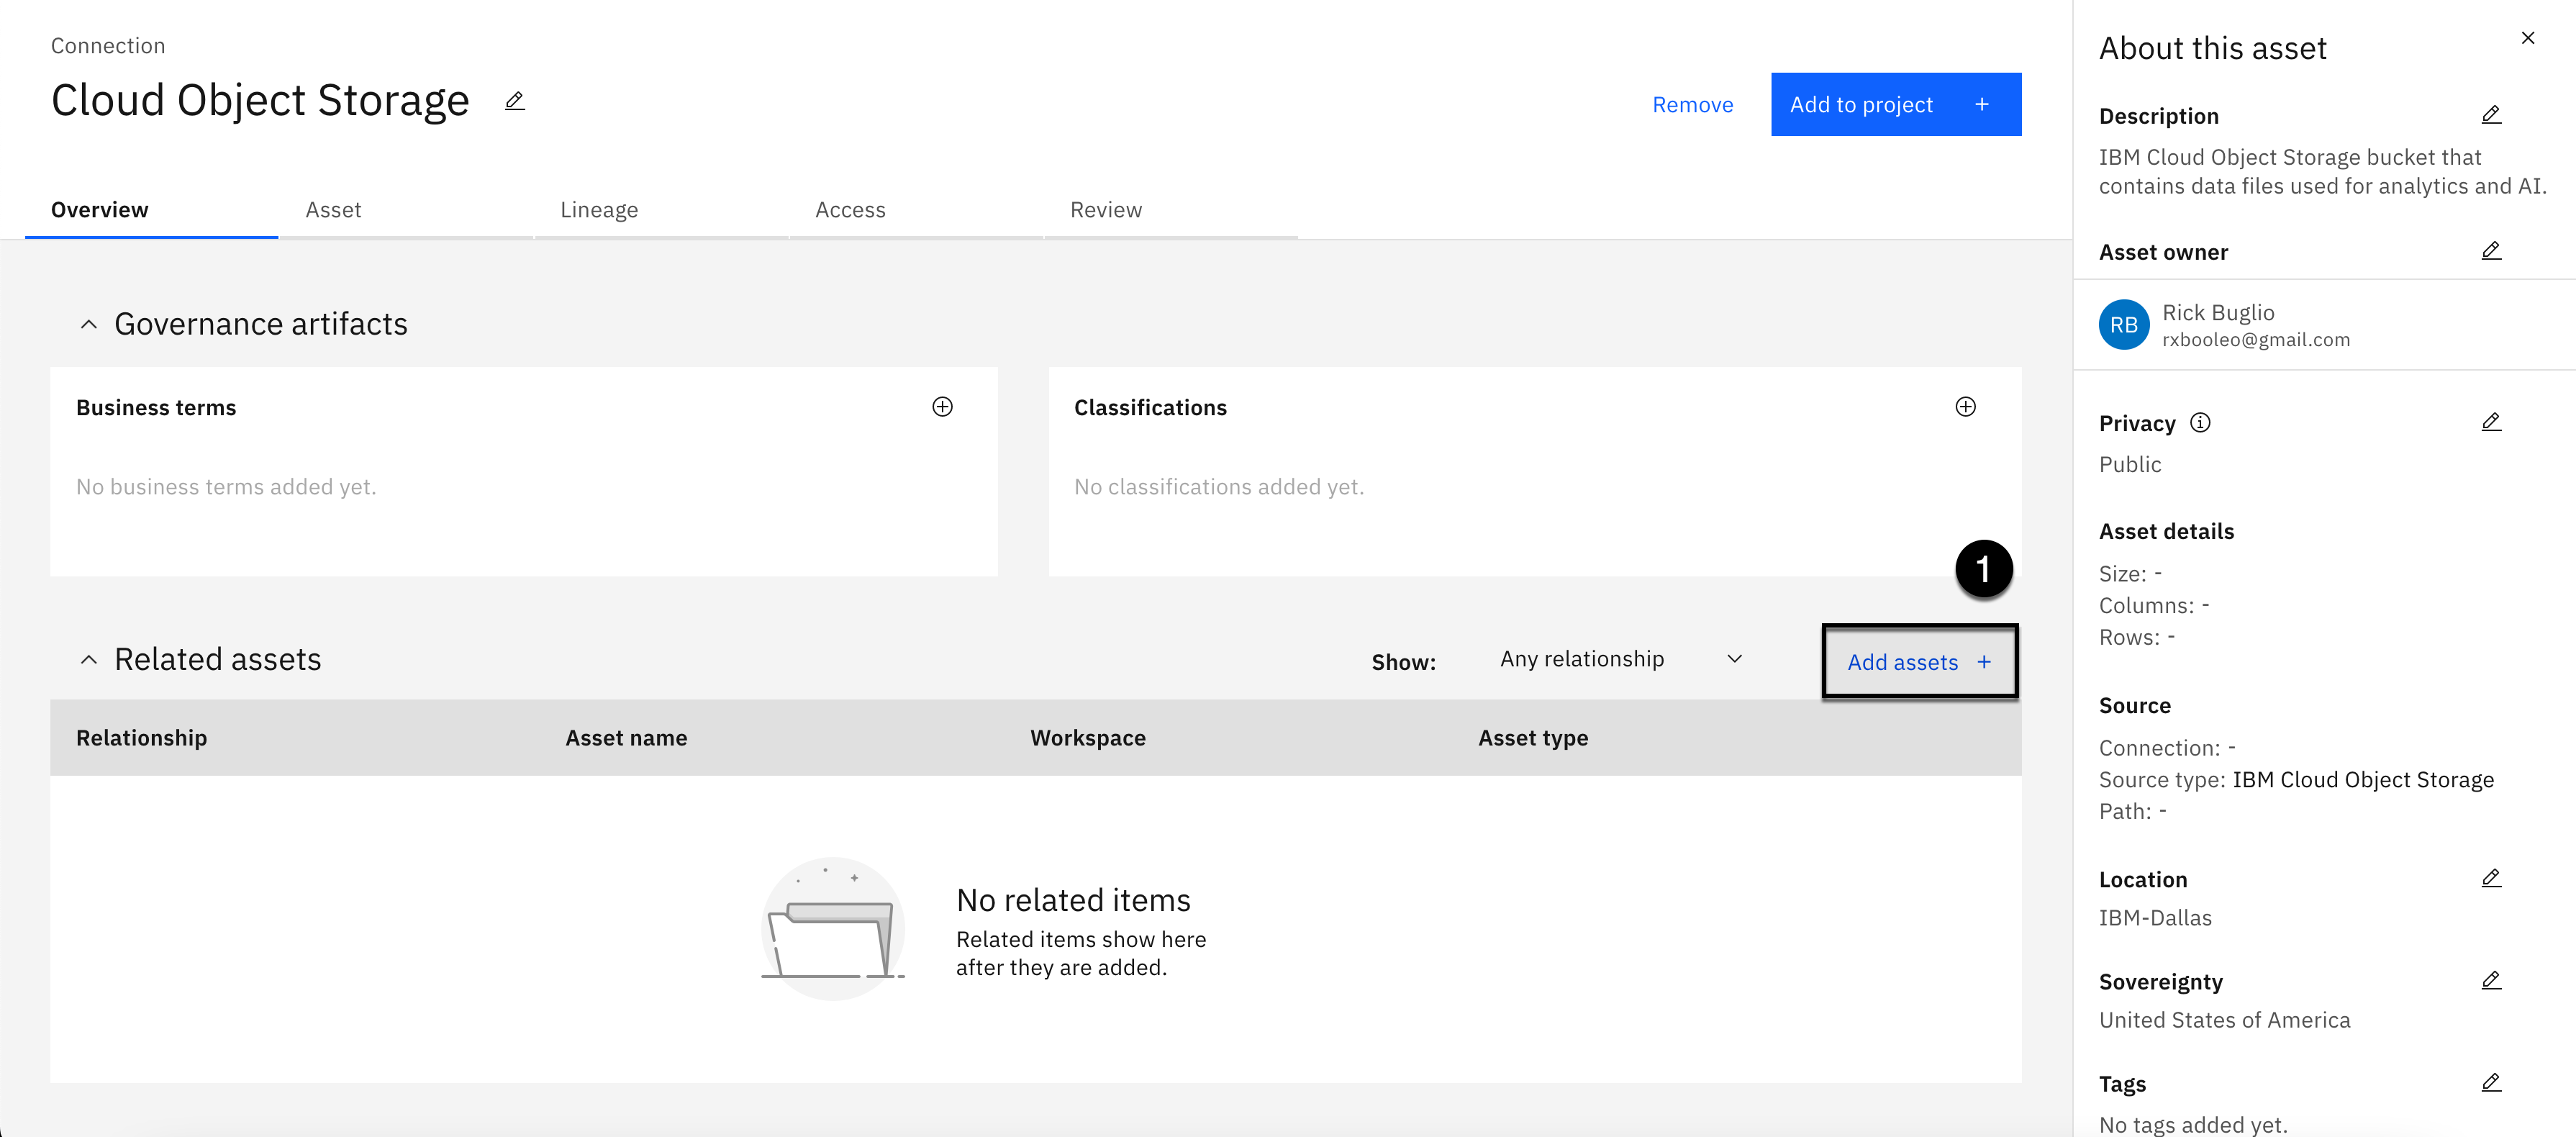 Connection
Cloud Object Storage
Remove
Add to project +
Overview Asset Lineage Access Review
Governance artifacts
Business terms
No business terms added yet.
Classifications
No classifications added yet.
1
Related assets
Show: Any relationship
Add assets +
Relationship Asset name Workspace Asset type
No related items
Related items show here
after they are added.
About this asset
Description
IBM Cloud Object Storage bucket that
contains data files used for analytics and AI.
Asset owner
RB
Rick Buglio
rxbooleo@gmail.com
Privacy
Public
Asset details
Size: -
Columns: -
Rows: -
Source
Connection: -
Source type: IBM Cloud Object Storage
Path: -
Location
IBM-Dallas
Sovereignty
United States of America
Tags
No tags added yet.